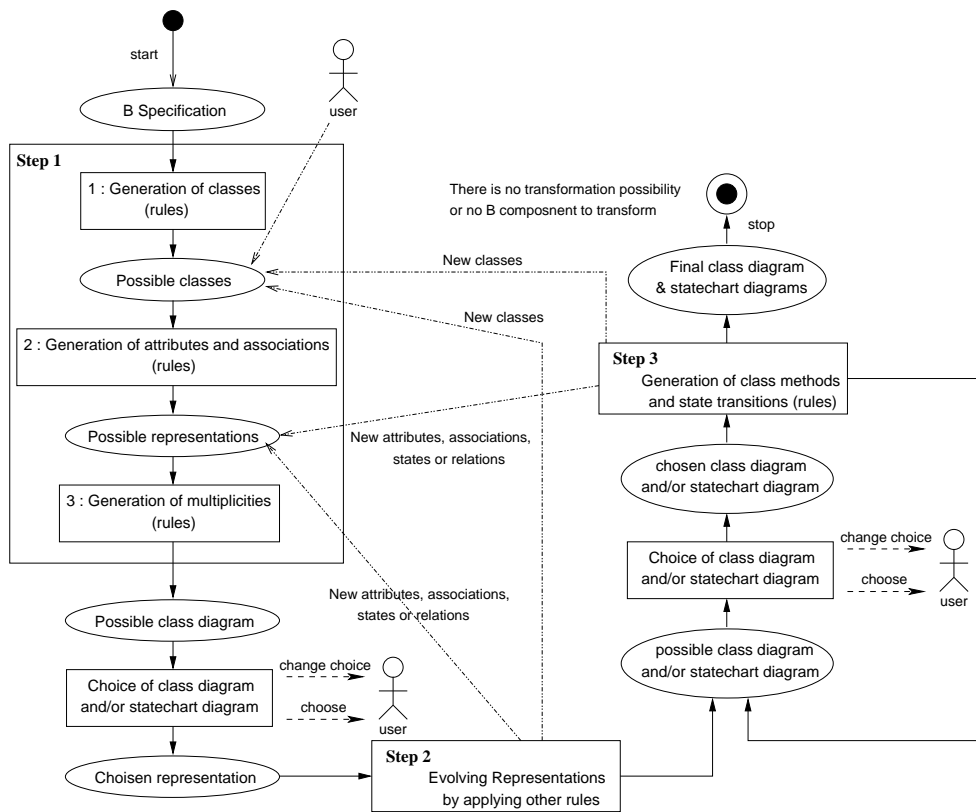 start
user
B Specification
Step 1
1 : Generation of classes
(rules)
Possible classes
2 : Generation of attributes and associations
(rules)
Possible representations
3 : Generation of multiplicities
(rules)
Possible class diagram
Choice of class diagram
and/or statechart diagram
change choice
choose
user
Choisen representation
Step 2
Evolving Representations
by applying other rules
New classes
New classes
New attributes, associations,
states or relations
New attributes, associations,
states or relations
There is no transformation possibility
or no B composnent to transform
stop
Final class diagram
& statechart diagrams
Step 3
Generation of class methods
and state transitions (rules)
chosen class diagram
and/or statechart diagram
Choice of class diagram
and/or statechart diagram
change choice
choose
user
possible class diagram
and/or statechart diagram